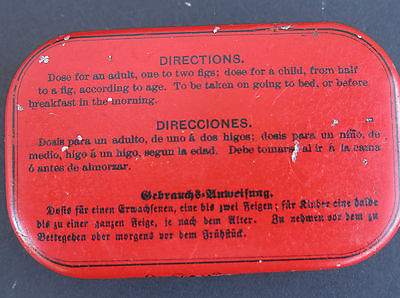 DIRECTIONS.
Dose for an adult, one to two figs; dose for a child, from half
to a fig, according to age. To be taken on going to bed, or before
breakfast in the morning.
DIRECCIONES.
Dosis para un adulto, de uno á dos higos; dosis para un niño, de
medio, higo á un higo, segun la edad. Debe tomarse al ir á la cama
ó antes de almorzar.
Gebrauchs-Anweisung.
Dosis für einen Erwachsenen, eine bis zwei Feigen; für Kinder eine halbe
bis zu einer ganzen Feige, je nach dem Alter. Zu nehmen vor dem zu
Bettegehen oder morgens vor dem Frühstück.